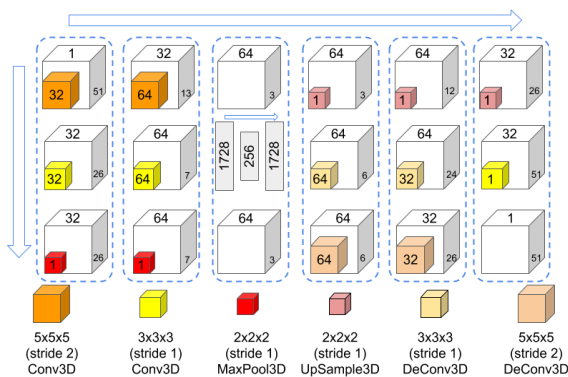 1 32 64 64 64 32
32 51 64 13 3 1 3 1 12 1 26
32 32 64 64 32
1728 256 1728
32 26 64 7 64 6 32 24 1 51
32 32 64 64 32 1
1 26 1 7 3 64 6 32 26 51
5x5x5 3x3x3 2x2x2 2x2x2 3x3x3 5x5x5
(stride 2) (stride 1) (stride 1) (stride 1) (stride 1) (stride 2)
Conv3D Conv3D MaxPool3D UpSample3D DeConv3D DeConv3D